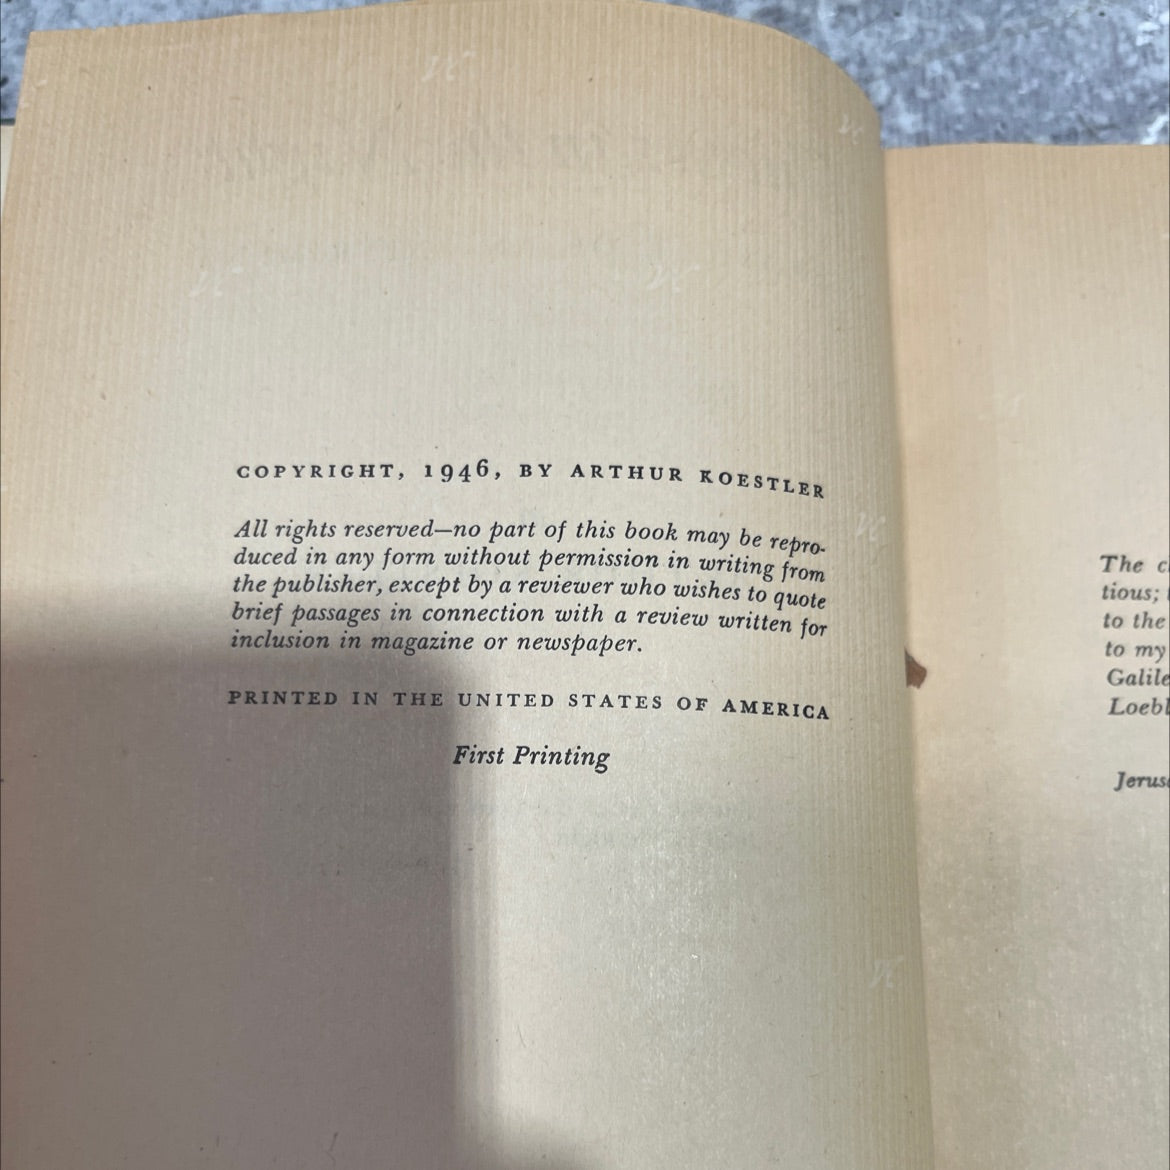 COPYRIGHT, 1946, BY ARTHUR KOESTLER
All rights reserved—no part of this book may be repro-
duced in any form without permission in writing from
the publisher, except by a reviewer who wishes to quote
brief passages in connection with a review written for
inclusion in magazine or newspaper.
PRINTED IN THE UNITED STATES OF AMERICA
First Printing
The
tious;
to the
to my
Galile
Loebl
Jerus